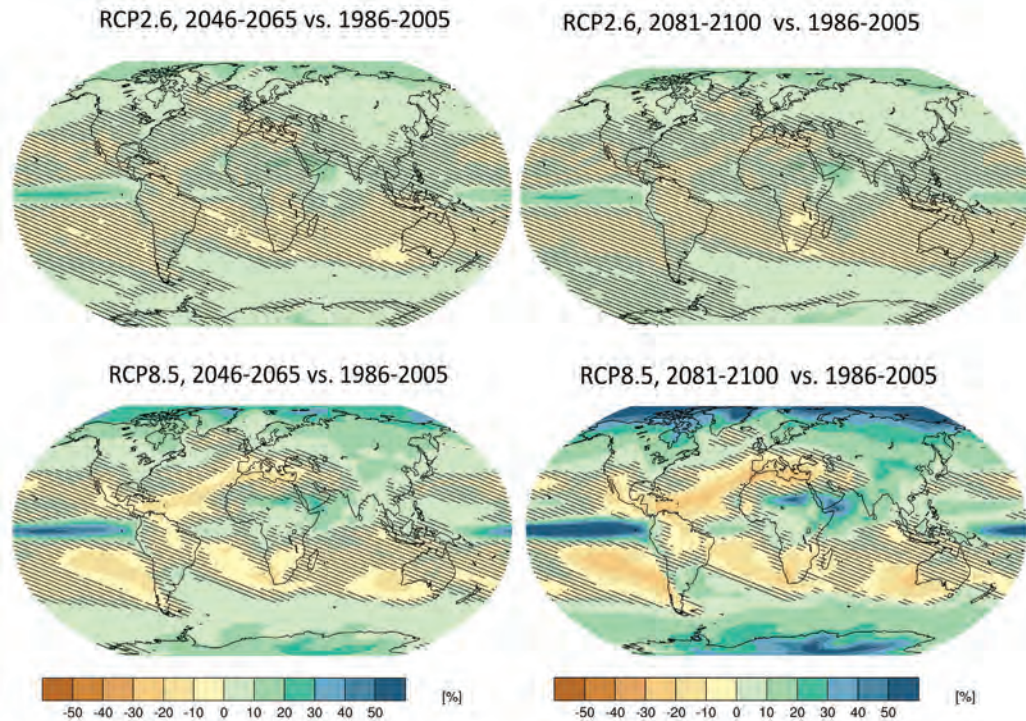 RCP2.6, 2046-2065 vs. 1986-2005
RCP2.6, 2081-2100 vs. 1986-2005
RCP8.5, 2046-2065 vs. 1986-2005
RCP8.5, 2081-2100 vs. 1986-2005
-50 -40 -30 -20 -10 0 10 20 30 40 50 [%]
-50 -40 -30 -20 -10 0 10 20 30 40 50 [%]